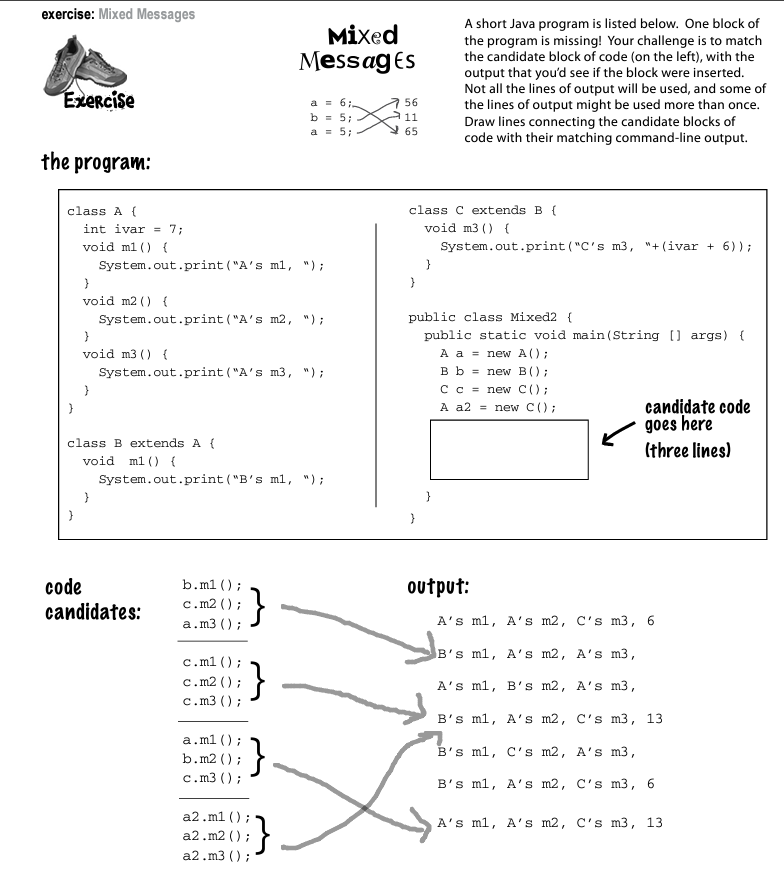 exercise: Mixed Messages
Exercise
Mixed
Messages
a = 6; 56
b = 5; 11
a = 5; 65
A short Java program is listed below. One block of
the program is missing! Your challenge is to match
the candidate block of code (on the left), with the
output that you'd see if the block were inserted.
Not all the lines of output will be used, and some of
the lines of output might be used more than once.
Draw lines connecting the candidate blocks of
code with their matching command-line output.
the program:
class A {
int ivar = 7;
void m1() {
System.out.print("A's m1, ");
}
void m2() {
System.out.print("A's m2, ");
}
void m3() {
System.out.print("A's m3, ");
}
}
class B extends A {
void m1() {
System.out.print("B's m1, ");
}
}
class C extends B {
void m3() {
System.out.print("C's m3, "+(ivar + 6));
}
}
public class Mixed2 {
public static void main(String [] args) {
A a = new A();
B b = new B();
C c = new C();
A a2 = new C();
candidate code
goes here
(three lines)
}
}
code
candidates:
b.m1();
c.m2();
a.m3();
c.m1();
c.m2();
c.m3();
a.m1();
b.m2();
c.m3();
a2.m1();
a2.m2();
a2.m3();
output:
A's m1, A's m2, C's m3, 6
B's m1, A's m2, A's m3,
A's m1, B's m2, A's m3,
B's m1, A's m2, C's m3, 13
B's m1, C's m2, A's m3,
B's m1, A's m2, C's m3, 6
A's m1, A's m2, C's m3, 13